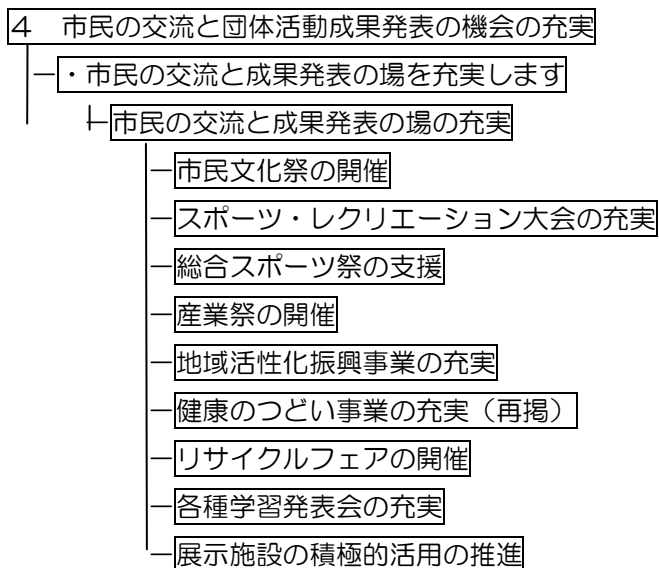 4 市民の交流と団体活動成果発表の機会の充実
・市民の交流と成果発表の場を充実します
市民の交流と成果発表の場の充実
市民文化祭の開催
スポーツ・レクリエーション大会の充実
総合スポーツ祭の支援
産業祭の開催
地域活性化振興事業の充実
健康のつどい事業の充実（再掲）
リサイクルフェアの開催
各種学習発表会の充実
展示施設の積極的活用の推進